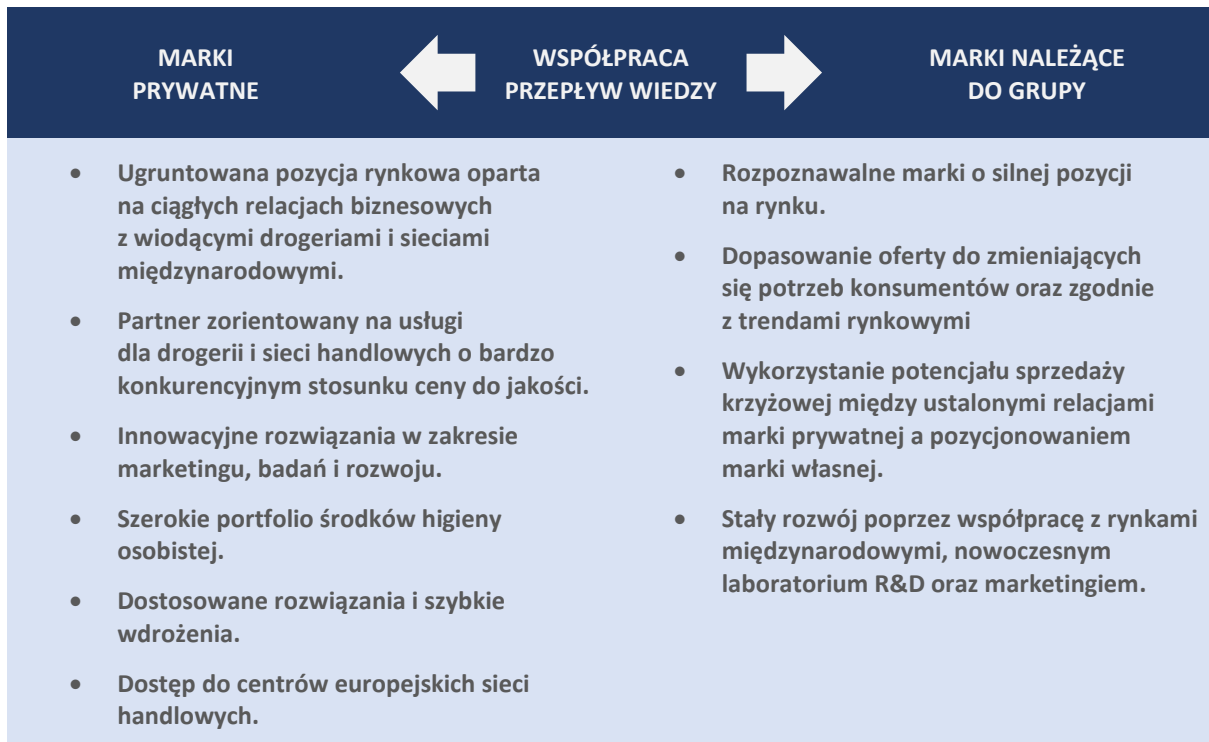 MARKI
PRYWATNE
WSPÓŁPRACA
PRZEPŁYW WIEDZY
MARKI NALEŻĄCE
DO GRUPY
• Ugruntowana pozycja rynkowa oparta
na ciągłych relacjach biznesowych
z wiodącymi drogeriami i sieciami
międzynarodowymi.
• Partner zorientowany na usługi
dla drogerii i sieci handlowych o bardzo
konkurencyjnym stosunku ceny do jakości.
• Innowacyjne rozwiązania w zakresie
marketingu, badań i rozwoju.
• Szerokie portfolio środków higieny
osobistej.
• Dostosowane rozwiązania i szybkie
wdrożenia.
• Dostęp do centrów europejskich sieci
handlowych.
• Rozpoznawalne marki o silnej pozycji
na rynku.
• Dopasowanie oferty do zmieniających
się potrzeb konsumentów oraz zgodnie
z trendami rynkowymi
• Wykorzystanie potencjału sprzedaży
krzyżowej między ustalonymi relacjami
marki prywatnej a pozycjonowaniem
marki własnej.
• Stały rozwój poprzez współpracę z rynkami
międzynarodowymi, nowoczesnym
laboratorium R&D oraz marketingiem.